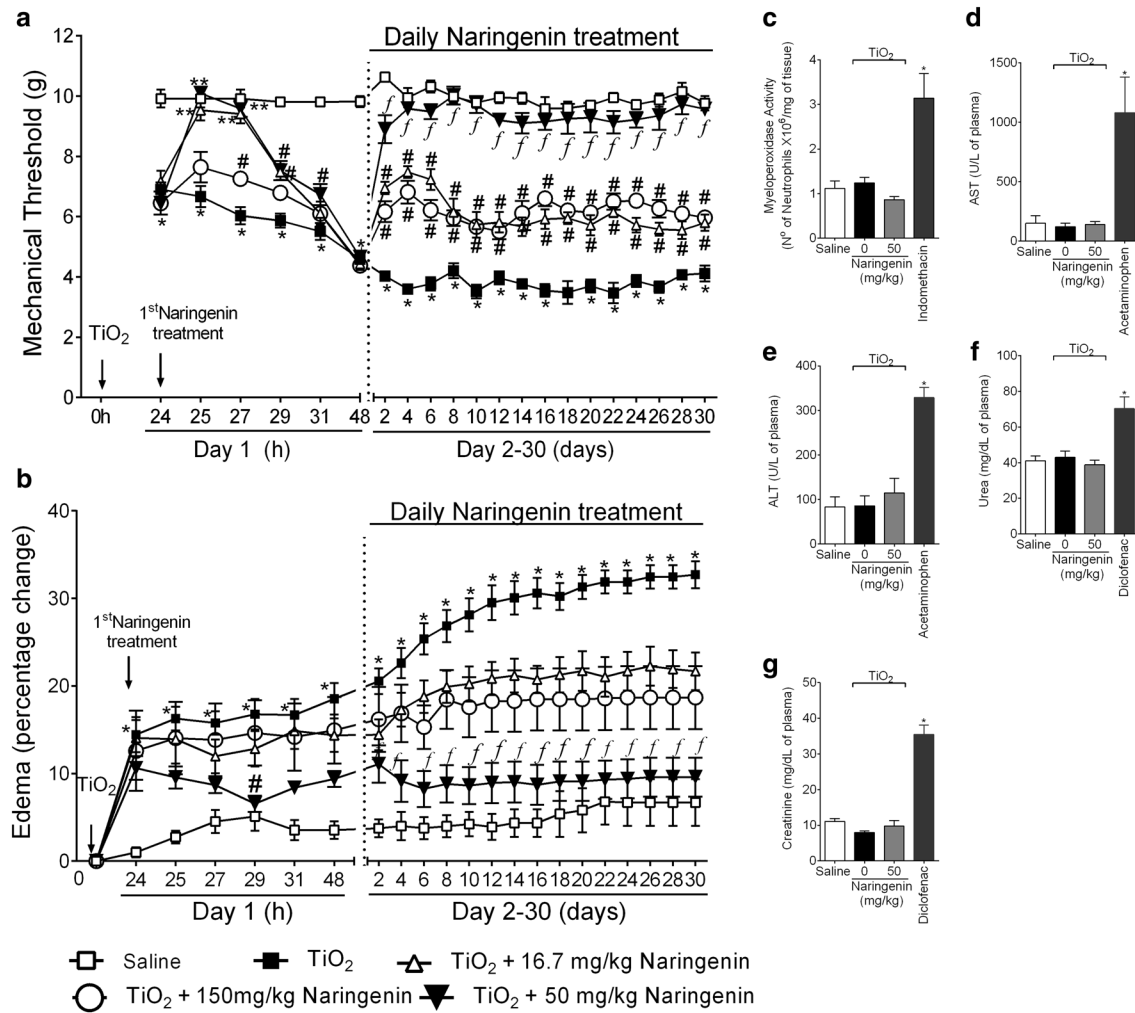 a
Daily Naringenin treatment
Mechanical Threshold (g)
12
10
8
6
4
2
0
TiO2
1st Naringenin
treatment
** ** ** ** * * * * * *
# # # #
f f f f f f f f f f f f
# # # # # # # # # # # # # # #
# # # # # # # # # # # # # # #
* * * * * * * * * * * *
0h 24 25 27 29 31 48 2 4 6 8 10 12 14 16 18 20 22 24 26 28 30
Day 1 (h) Day 2-30 (days)
b
Daily Naringenin treatment
Edema (percentage change)
40
30
20
10
0
1st Naringenin
treatment
TiO2
* * * * * * * * * * * * * * * * * * * * *
#
f f f f f f f f f f f f f f
0 24 25 27 29 31 48 2 4 6 8 10 12 14 16 18 20 22 24 26 28 30
Day 1 (h) Day 2-30 (days)
Saline TiO2 TiO2 + 16.7 mg/kg Naringenin
TiO2 + 150mg/kg Naringenin TiO2 + 50 mg/kg Naringenin
c
Myeloperoxidase Activity
(Nº of Neutrophils X10⁶/mg of tissue)
TiO2
*
4
3
2
1
0
Saline 0 50
Naringenin
(mg/kg)
Indomethacin
d
AST (U/L of plasma)
TiO2
*
1500
1000
500
0
Saline 0 50
Naringenin
(mg/kg)
Acetaminophen
e
ALT (U/L of plasma)
TiO2
*
400
300
200
100
0
Saline 0 50
Naringenin
(mg/kg)
Acetaminophen
f
Urea (mg/dL of plasma)
TiO2
*
100
80
60
40
20
0
Saline 0 50
Naringenin
(mg/kg)
Diclofenac
g
Creatinine (mg/dL of plasma)
TiO2
*
50
40
30
20
10
0
Saline 0 50
Naringenin
(mg/kg)
Diclofenac